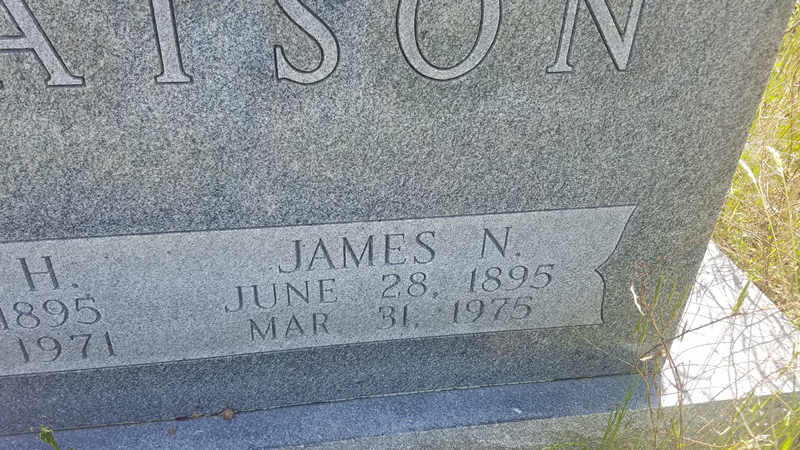 ATSON
H.
1895
1971
JAMES N.
JUNE 28, 1895
MAR 31, 1975